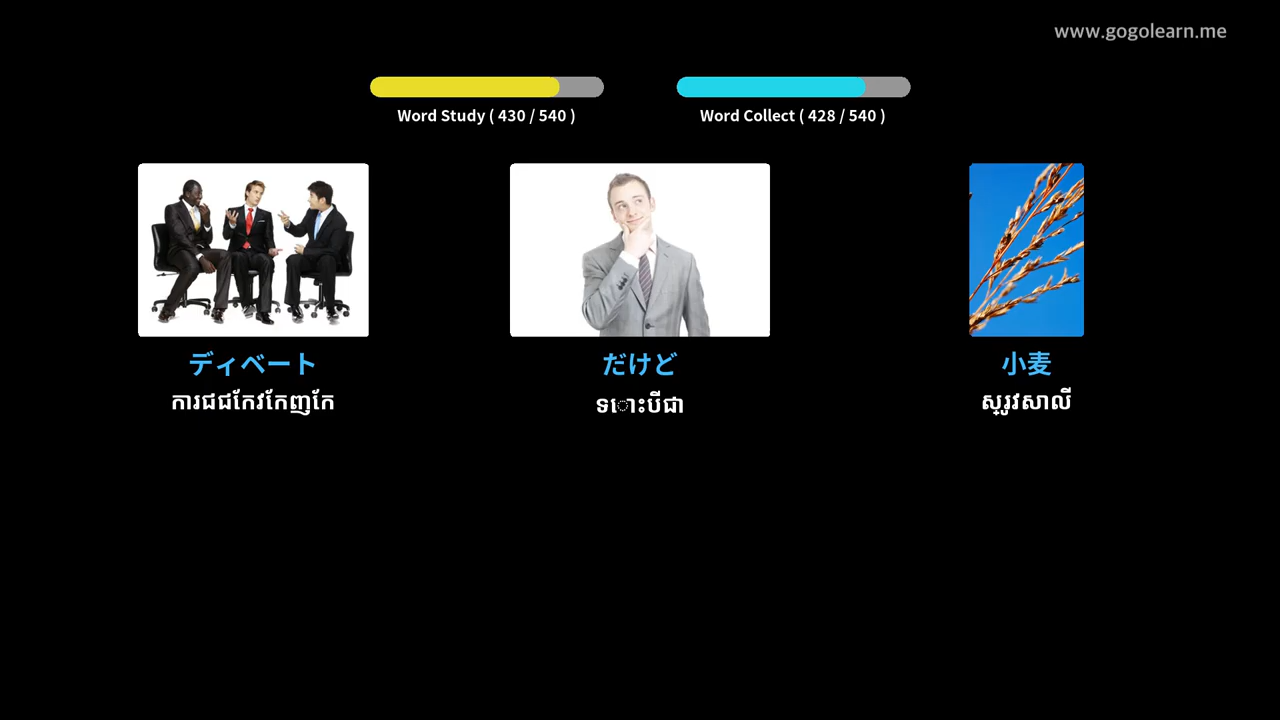 www.gogolearn.me
Word Study ( 430 / 540 )
Word Collect ( 428 / 540 )
ディベート
だけど
小麦
ការជជកែវកែញកែ
ទោះបីជា
ស្រូវសាលី